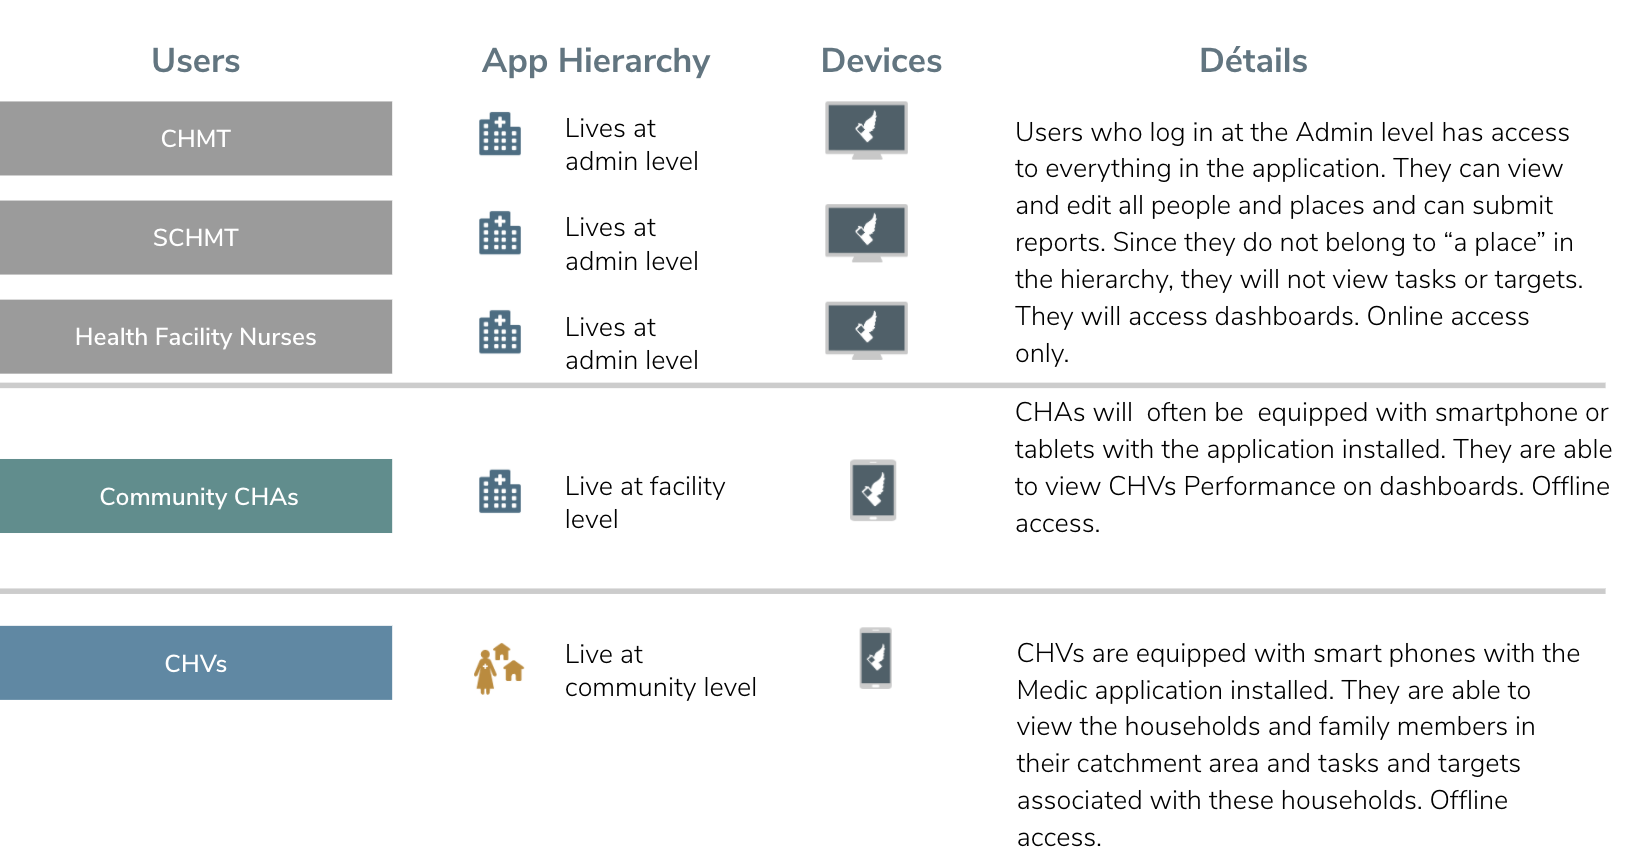 Users
App Hierarchy
Devices
Détails
CHMT
Lives at
admin level
SCHMT
Lives at
admin level
Health Facility Nurses
Lives at
admin level
Users who log in at the Admin level has access
to everything in the application. They can view
and edit all people and places and can submit
reports. Since they do not belong to “a place” in
the hierarchy, they will not view tasks or targets.
They will access dashboards. Online access
only.
Community CHAs
Live at facility
level
CHAs will  often be  equipped with smartphone or
tablets with the application installed. They are able
to view CHVs Performance on dashboards. Offline
access.
CHVs
Live at
community level
CHVs are equipped with smart phones with the
Medic application installed. They are able to
view the households and family members in
their catchment area and tasks and targets
associated with these households. Offline
access.